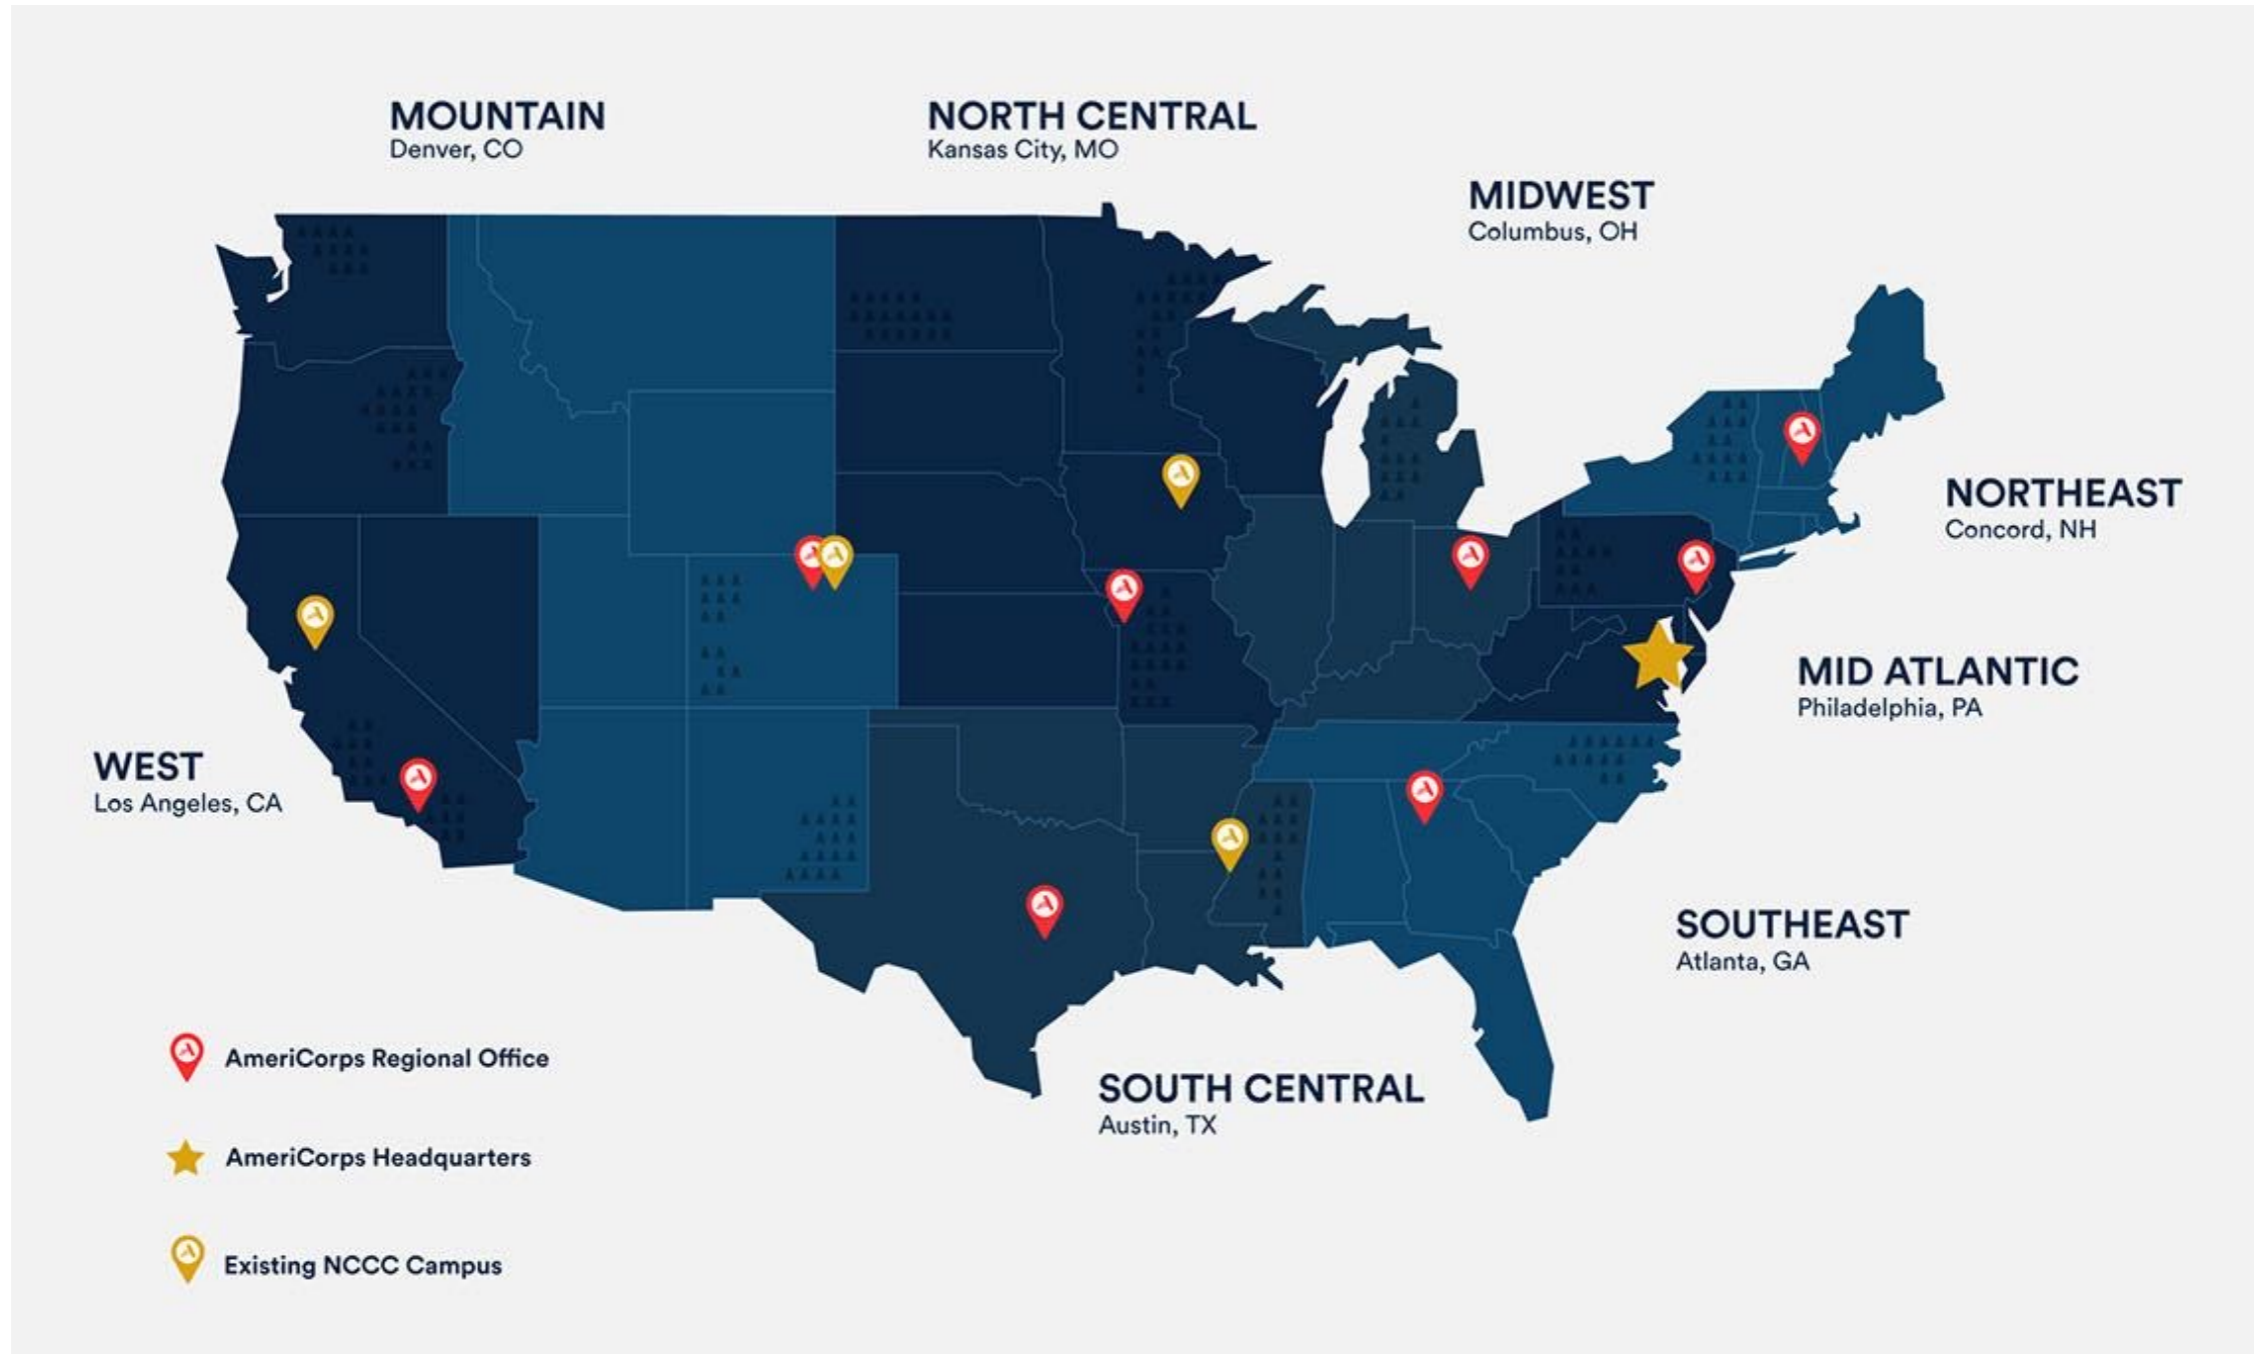 MOUNTAIN
Denver, CO
NORTH CENTRAL
Kansas City, MO
MIDWEST
Columbus, OH
NORTHEAST
Concord, NH
MID ATLANTIC
Philadelphia, PA
WEST
Los Angeles, CA
SOUTHEAST
Atlanta, GA
SOUTH CENTRAL
Austin, TX
AmeriCorps Regional Office
AmeriCorps Headquarters
Existing NCCC Campus